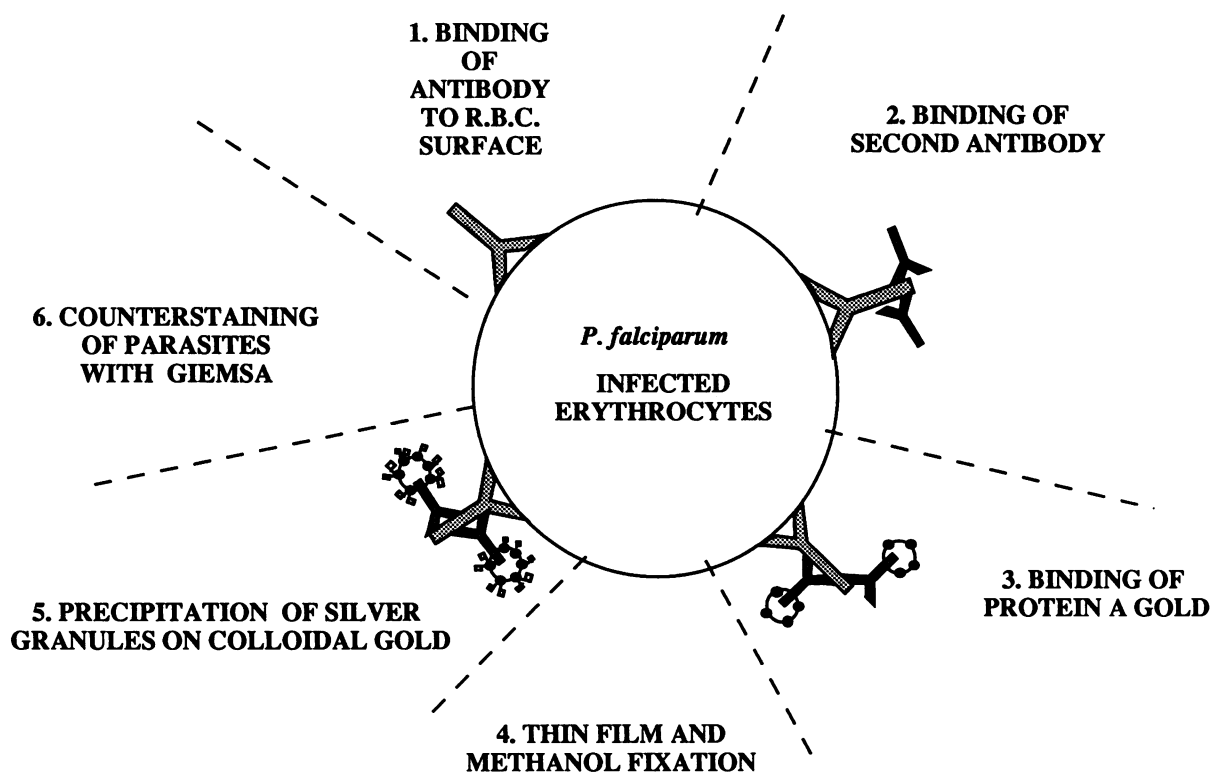 1. BINDING
OF
ANTIBODY
TO R.B.C.
SURFACE
2. BINDING OF
SECOND ANTIBODY
P. falciparum
INFECTED
ERYTHROCYTES
3. BINDING OF
PROTEIN A GOLD
4. THIN FILM AND
METHANOL FIXATION
5. PRECIPITATION OF SILVER
GRANULES ON COLLOIDAL GOLD
6. COUNTERSTAINING
OF PARASITES
WITH GIEMSA